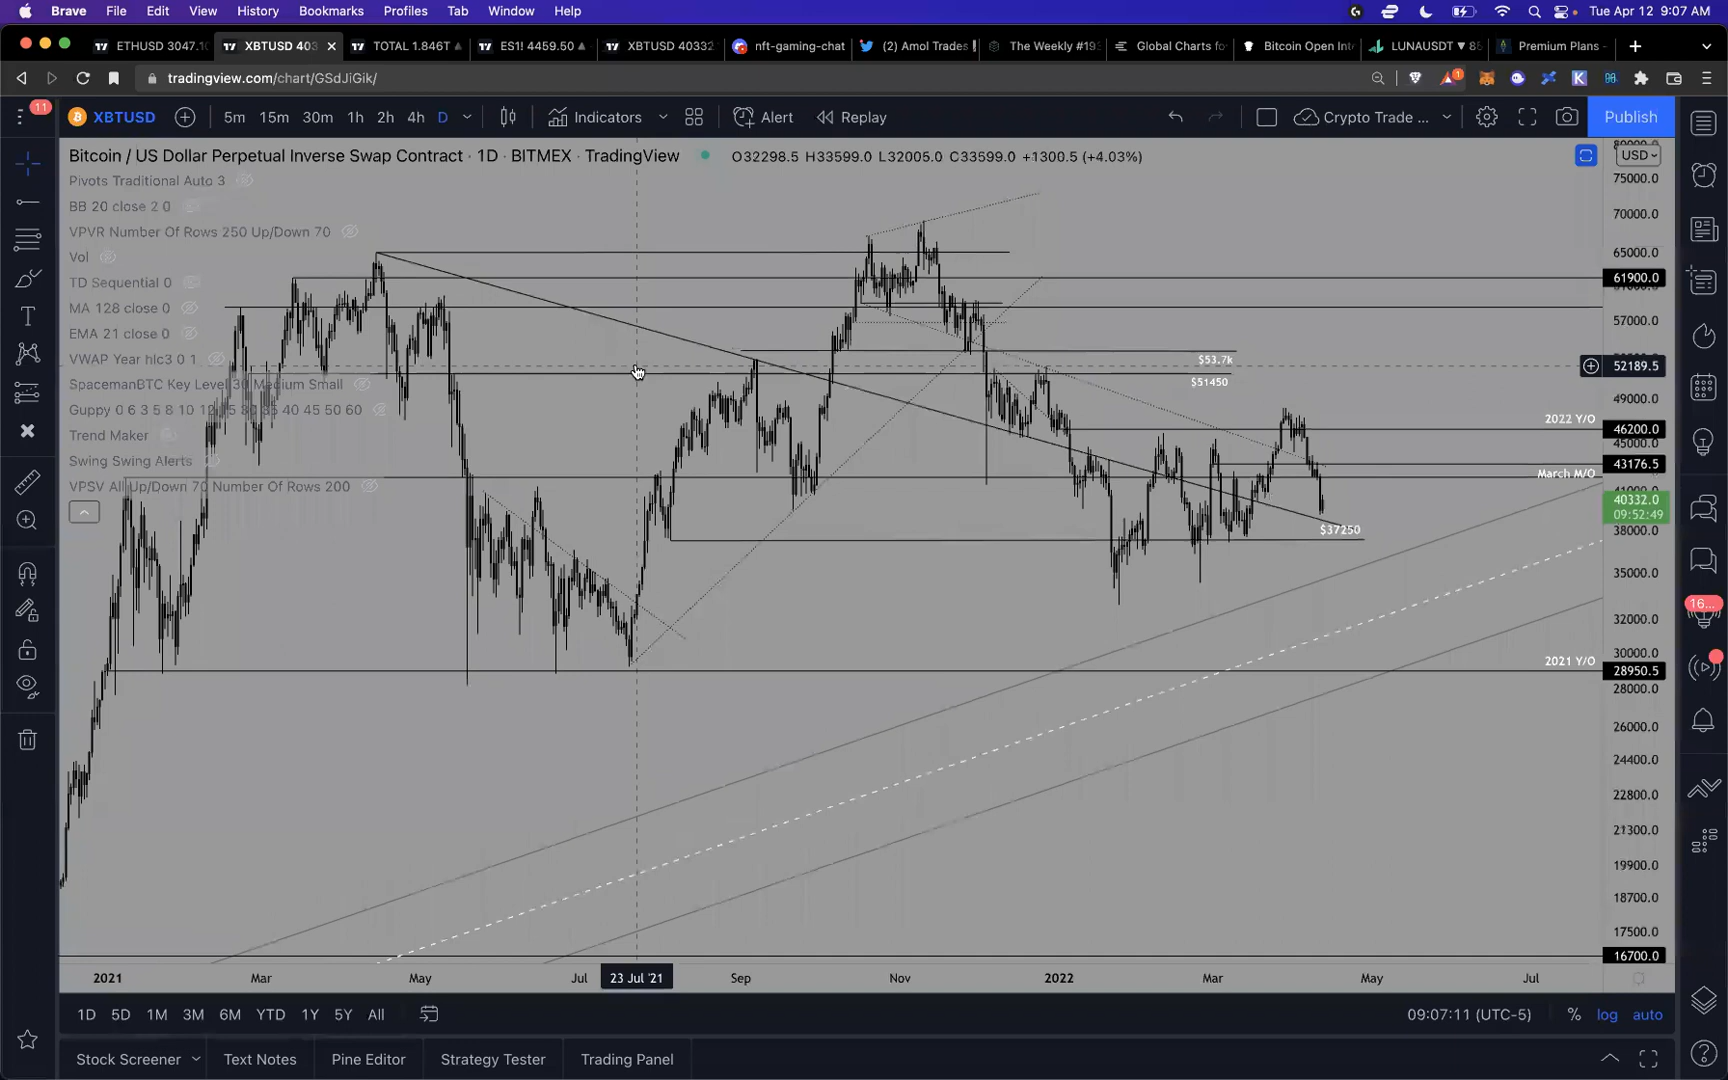 Brave File Edit View History Bookmarks Profiles Tab Window Help Tue Apr 12 9:07 AM
ETHUSD 3047.1 XBTUSD 403 TOTAL 1.846T ES1! 4459.50 XBTUSD 40332 nft-gaming-chat (2) Amol Trades The Weekly #19 Global Charts fo Bitcoin Open Int LUNAUSDT ▼ 8 Premium Plans -
tradingview.com/chart/GSdJiGik/ 1
11 XBTUSD 5m 15m 30m 1h 2h 4h D Indicators Alert Replay Crypto Trade ... Publish
Bitcoin / US Dollar Perpetual Inverse Swap Contract · 1D · BITMEX · TradingView O32298.5 H33599.0 L32005.0 C33599.0 +1300.5 (+4.03%) USD
Pivots Traditional Auto 3
BB 20 close 2 0
VPVR Number Of Rows 250 Up/Down 70
Vol
TD Sequential 0
MA 128 close 0
EMA 21 close 0
VWAP Year hlc3 0 1
SpacemanBTC Key Level 30 Medium Small
Guppy 0 6 3 5 8 10 12 15 30 35 40 45 50 60
Trend Maker
Swing Swing Alerts
VPSV All Up/Down 70 Number Of Rows 200
$53.7k
$51450
2022 Y/O
March M/O
$37250
2021 Y/O
75000.0
70000.0
65000.0
61900.0
57000.0
52189.5
49000.0
46200.0
45000.0
43176.5
41000.0
40332.0
09:52:49
38000.0
35000.0
32000.0
30000.0
28950.5
28000.0
26000.0
24400.0
22800.0
21300.0
19900.0
18700.0
17500.0
16700.0
16...
2021 Mar May Jul 23 Jul '21 Sep Nov 2022 Mar May Jul
1D 5D 1M 3M 6M YTD 1Y 5Y All 09:07:11 (UTC-5) % log auto
Stock Screener Text Notes Pine Editor Strategy Tester Trading Panel